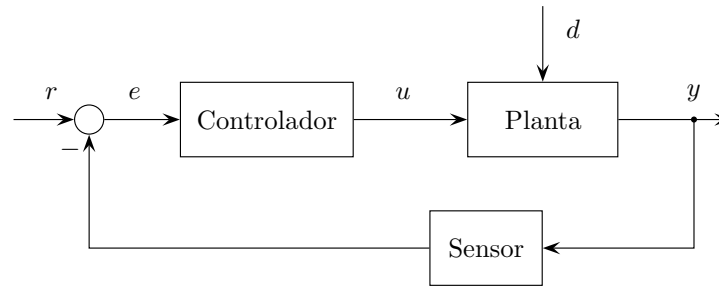 d
r
e
Controlador
u
Planta
y
−
Sensor